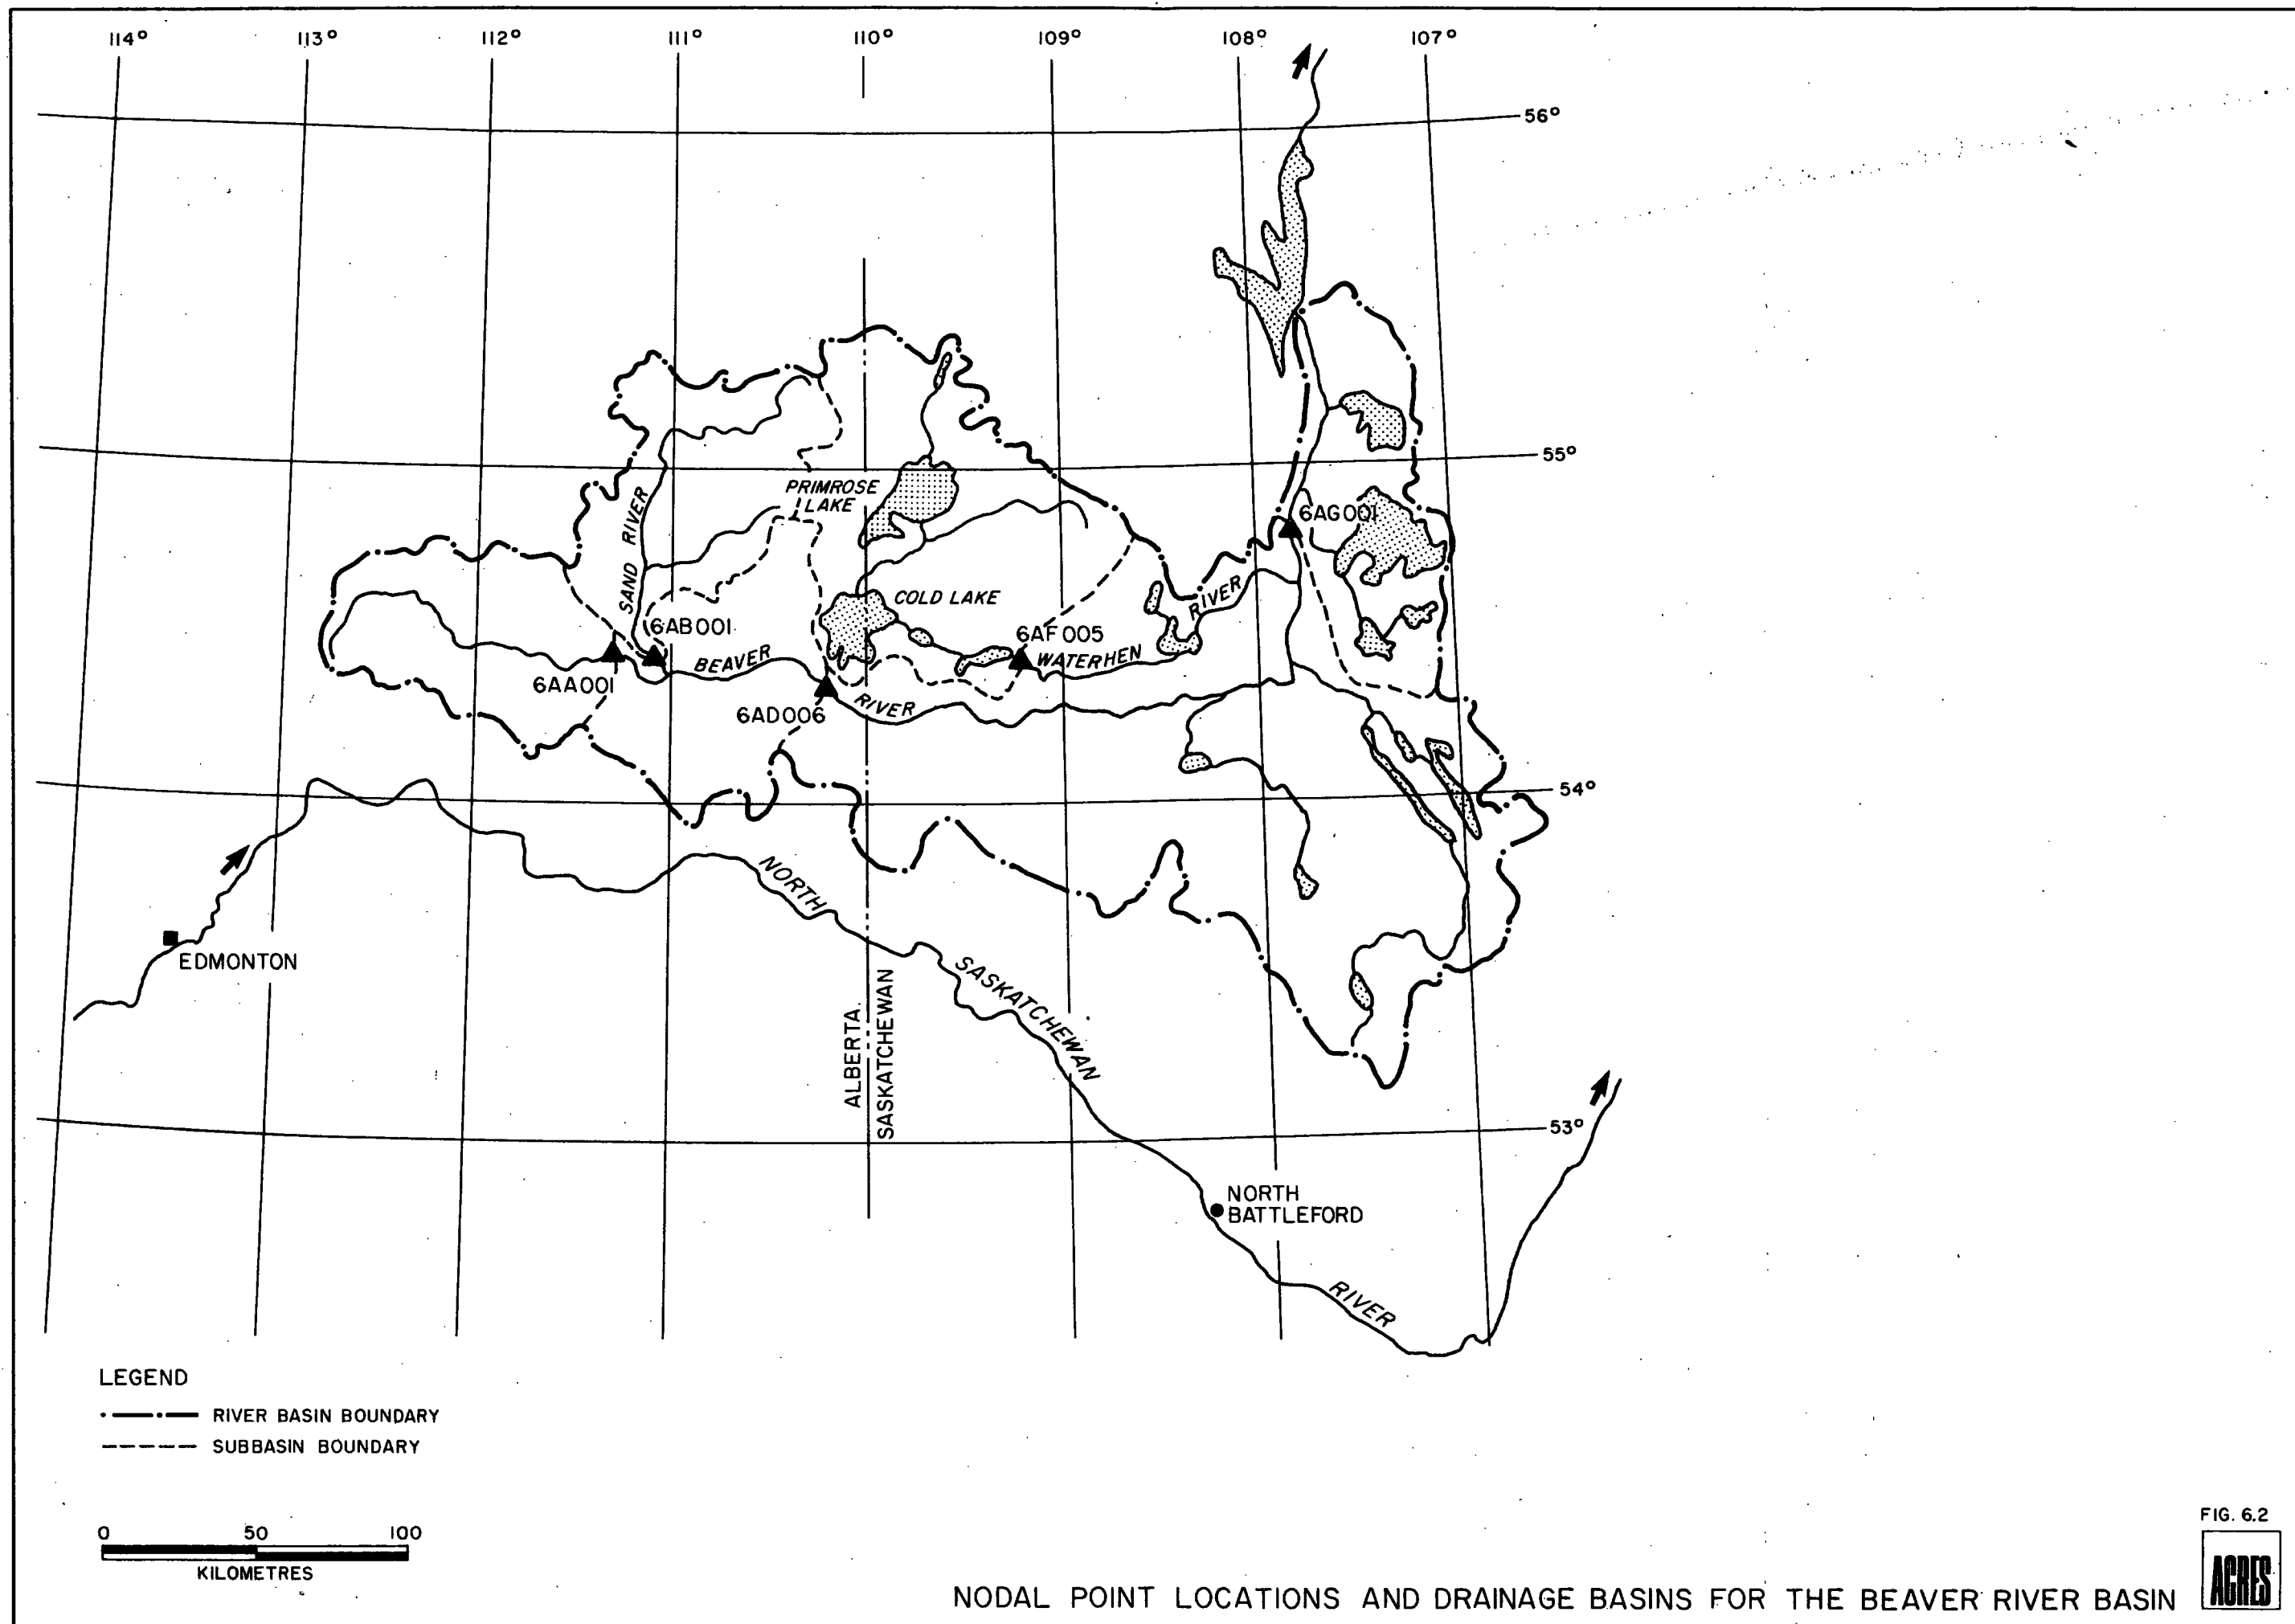 114° 113° 112° 111° 110° 109° 108° 107°
56°
55°
PRIMROSE
LAKE
SAND RIVER
6AG001
COLD LAKE
RIVER
6AB001
6AF005
BEAVER
WATERHEN
6AA001
6AD006
RIVER
54°
NORTH
EDMONTON
SASKATCHEWAN
ALBERTA
SASKATCHEWAN
53°
NORTH
BATTLEFORD
RIVER
LEGEND
RIVER BASIN BOUNDARY
SUBBASIN BOUNDARY
0 50 100
KILOMETRES
FIG. 6.2
ACRES
NODAL POINT LOCATIONS AND DRAINAGE BASINS FOR THE BEAVER RIVER BASIN